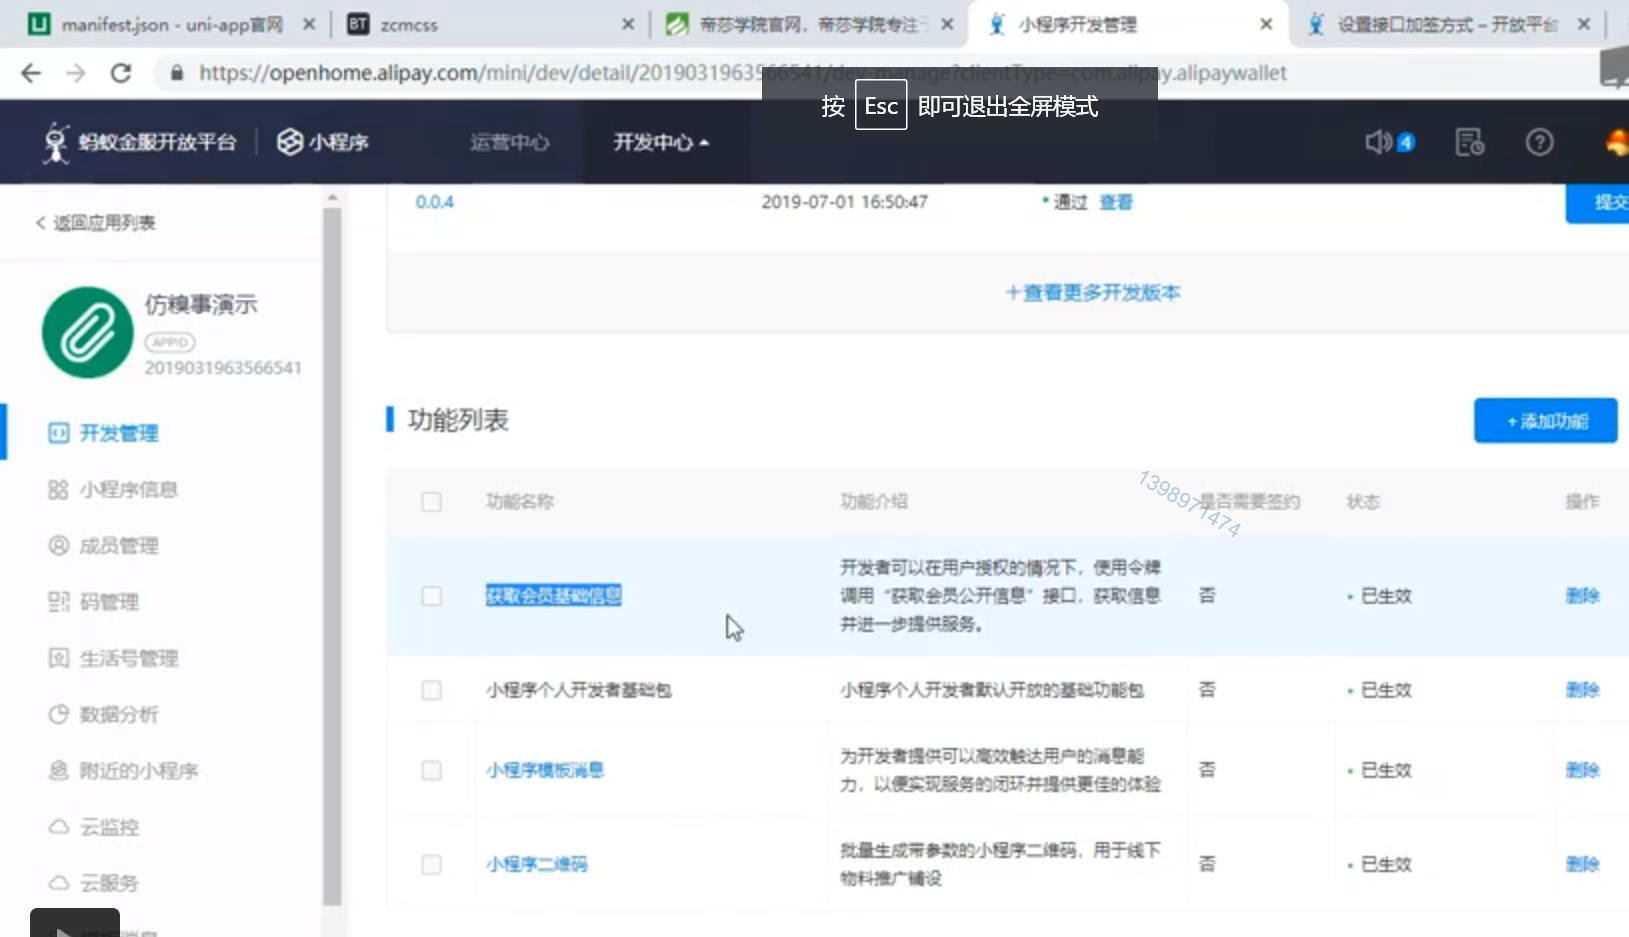 manifest.json - uni-app官网
zcmcss
帝莎学院官网，帝莎学院专注于
小程序开发管理
设置接口加签方式 – 开放平台
https://openhome.alipay.com/mini/dev/detail/2019031963566541/dev-manage?clientType=com.alipay.alipaywallet
按 Esc 即可退出全屏模式
蚂蚁金服开放平台
小程序
运营中心
开发中心
4
返回应用列表
仿糗事演示
APPID
2019031963566541
开发管理
小程序信息
成员管理
码管理
生活号管理
数据分析
附近的小程序
云监控
云服务
0.0.4
2019-07-01 16:50:47
通过 查看
提交
+查看更多开发版本
功能列表
+ 添加功能
功能名称
功能介绍
是否需要签约
状态
操作
13989711474
获取会员基础信息
开发者可以在用户授权的情况下，使用令牌
调用“获取会员公开信息”接口，获取信息
并进一步提供服务。
否
已生效
删除
小程序个人开发者基础包
小程序个人开发者默认开放的基础功能包
否
已生效
删除
小程序模板消息
为开发者提供可以高效触达用户的消息能
力，以便实现服务的闭环并提供更佳的体验
否
已生效
删除
小程序二维码
批量生成带参数的小程序二维码，用于线下
物料推广铺设
否
已生效
删除